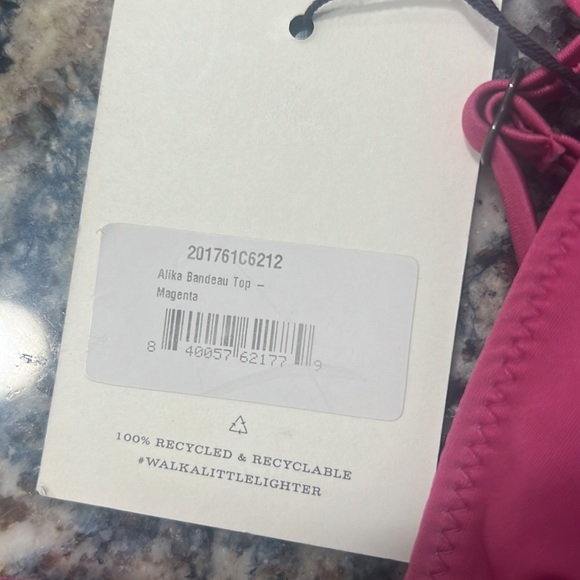 201761C6212
Alika Bandeau Top –
Magenta
8 40057 62177 9
100% RECYCLED & RECYCLABLE
#WALKALITTLELIGHTER